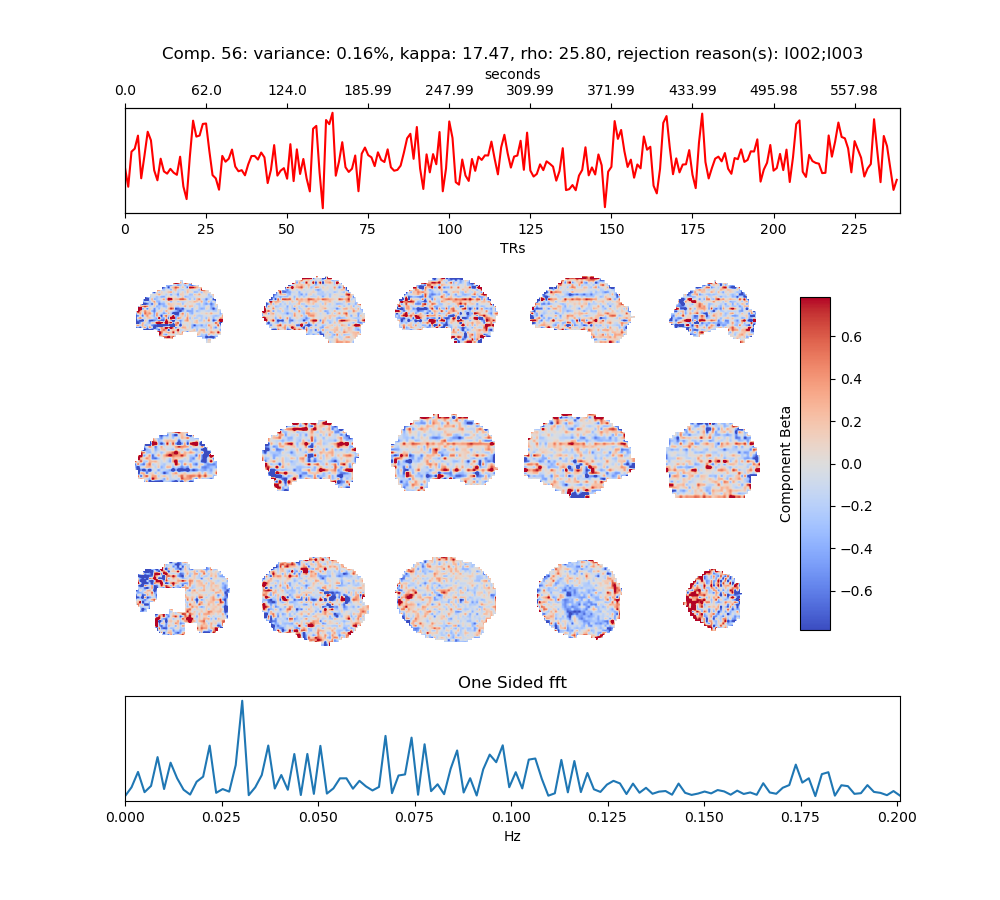 Comp. 56: variance: 0.16%, kappa: 17.47, rho: 25.80, rejection reason(s): I002;I003
seconds
0.0 62.0 124.0 185.99 247.99 309.99 371.99 433.99 495.98 557.98
0 25 50 75 100 125 150 175 200 225
TRs
0.6
0.4
0.2
0.0
−0.2
−0.4
−0.6
Component Beta
One Sided fft
0.000 0.025 0.050 0.075 0.100 0.125 0.150 0.175 0.200
Hz